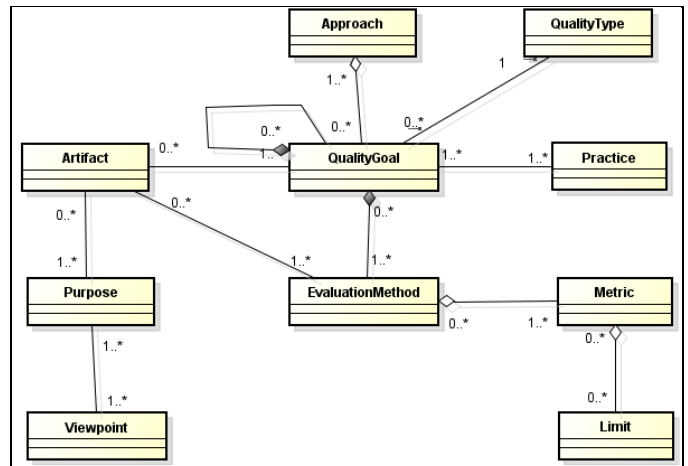 Approach
QualityType
1
1..*
0..*
0..*
0..*
0..*
1..*
1..*
1..*
Artifact
QualityGoal
Practice
0..*
0..*
0..*
1..*
1..*
1..*
Purpose
EvaluationMethod
Metric
0..*
1..*
0..*
1..*
1..*
0..*
Viewpoint
Limit